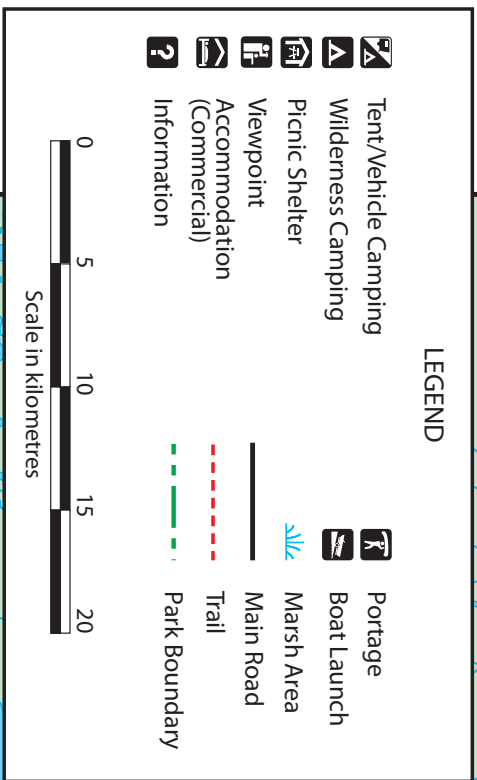 LEGEND
Tent/Vehicle Camping
Wilderness Camping
Picnic Shelter
Viewpoint
Accommodation
(Commercial)
Information
Portage
Boat Launch
Marsh Area
Main Road
Trail
Park Boundary
0 5 10 15 20
Scale in kilometres